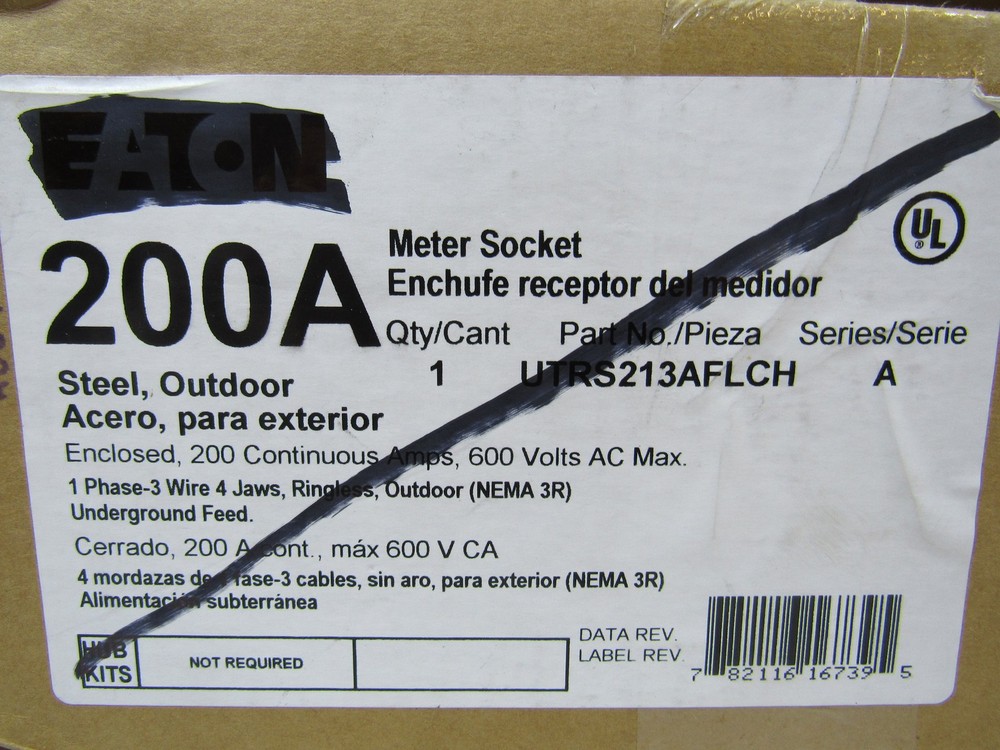 EATON
200A
Meter Socket
Enchufe receptor del medidor
Qty/Cant Part No./Pieza Series/Serie
1 UTRS213AFLCH A
UL ®
Steel, Outdoor
Acero, para exterior
Enclosed, 200 Continuous Amps, 600 Volts AC Max.
1 Phase-3 Wire 4 Jaws, Ringless, Outdoor (NEMA 3R)
Underground Feed.
Cerrado, 200 A cont., máx 600 V CA
4 mordazas de 1 fase-3 cables, sin aro, para exterior (NEMA 3R)
Alimentación subterránea
HUB KITS
NOT REQUIRED
DATA REV.
LABEL REV.
7 82116 16739 5